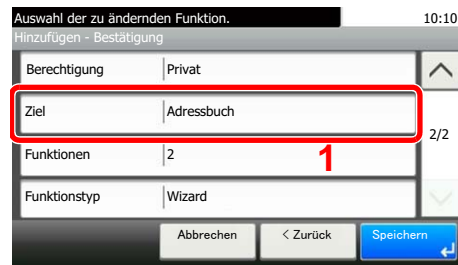 Auswahl der zu ändernden Funktion. 10:10
Hinzufügen - Bestätigung
Berechtigung Privat
Ziel Adressbuch
2/2
Funktionen 2
1
Funktionstyp Wizard
Abbrechen < Zurück Speichern